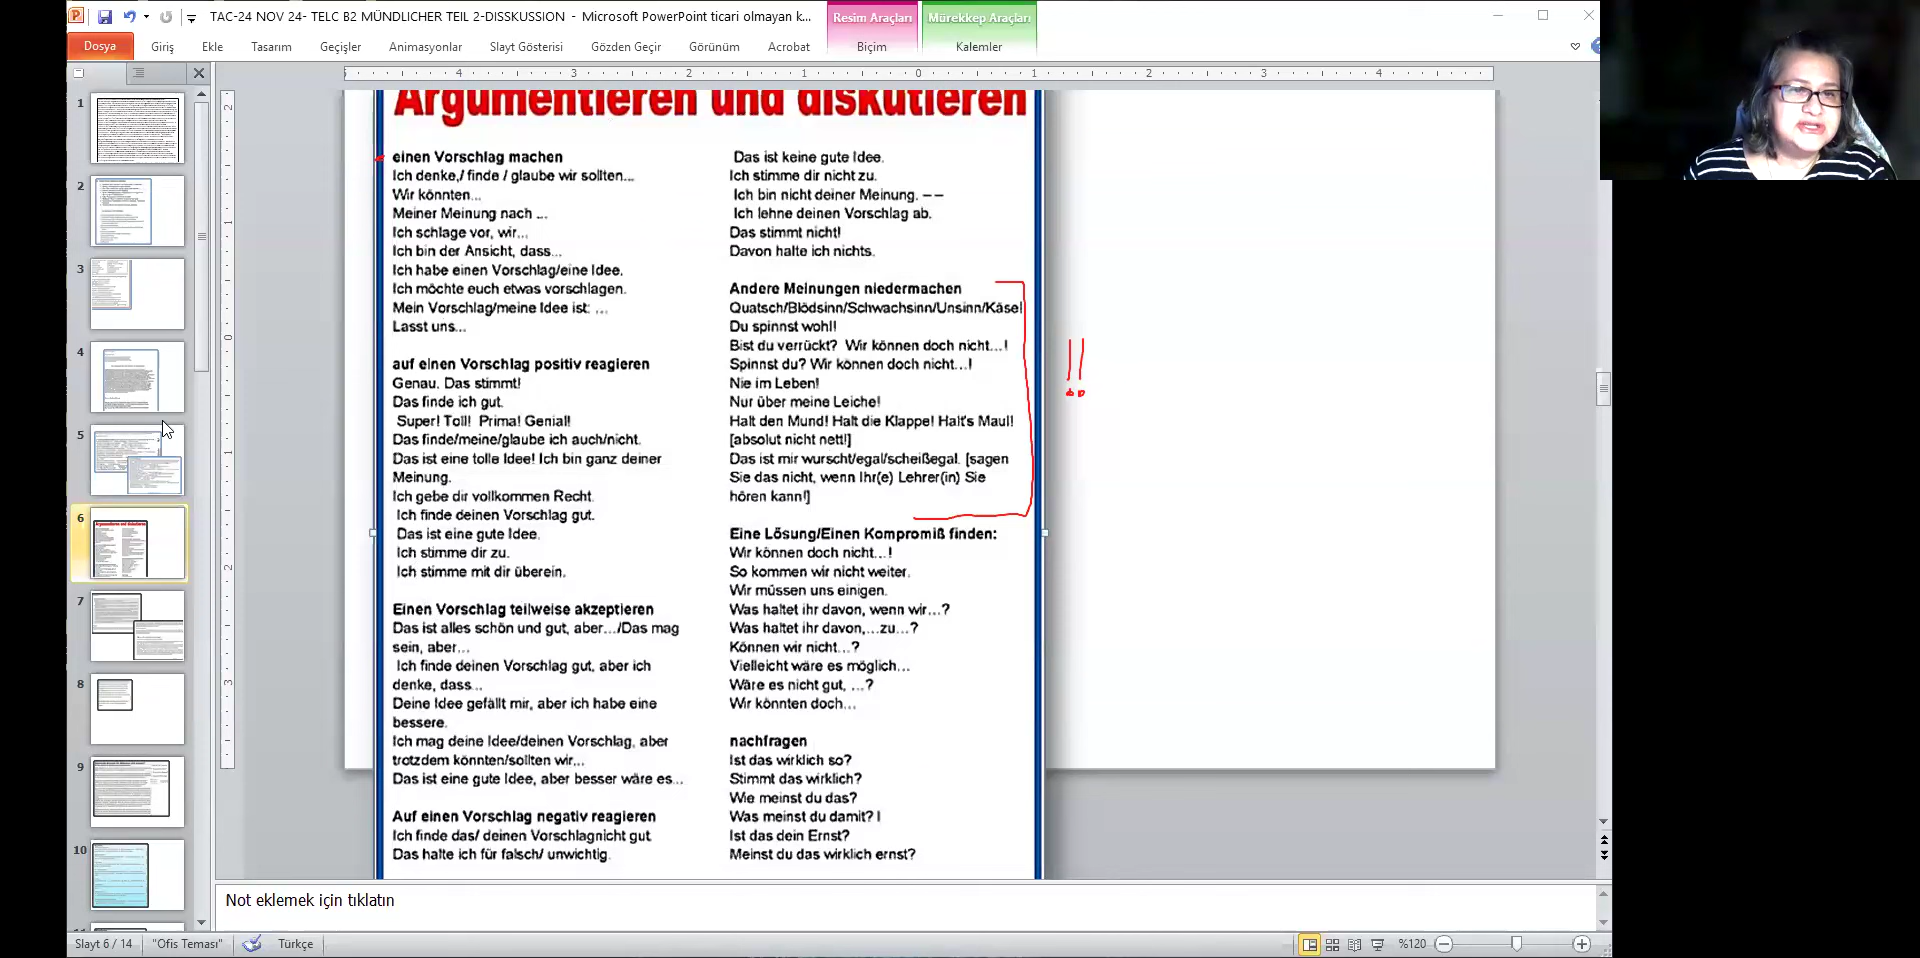 TAC-24 NOV 24- TELC B2 MÜNDLICHER TEIL 2-DISSKUSSION - Microsoft PowerPoint ticari olmayan k...
Resim Araçları
Mürekkep Araçları
Dosya
Giriş
Ekle
Tasarım
Geçişler
Animasyonlar
Slayt Gösterisi
Gözden Geçir
Görünüm
Acrobat
Biçim
Kalemler
Argumentieren und diskutieren
einen Vorschlag machen
Ich denke,/ finde / glaube wir sollten...
Wir könnten...
Meiner Meinung nach ...
Ich schlage vor, wir...
Ich bin der Ansicht, dass...
Ich habe einen Vorschlag/eine Idee.
Ich möchte euch etwas vorschlagen.
Mein Vorschlag/meine Idee ist: ...
Lasst uns...
auf einen Vorschlag positiv reagieren
Genau. Das stimmt!
Das finde ich gut.
Super! Toll! Prima! Genial!
Das finde/meine/glaube ich auch/nicht.
Das ist eine tolle Idee! Ich bin ganz deiner
Meinung.
Ich gebe dir vollkommen Recht.
Ich finde deinen Vorschlag gut.
Das ist eine gute Idee.
Ich stimme dir zu.
Ich stimme mit dir überein.
Einen Vorschlag teilweise akzeptieren
Das ist alles schön und gut, aber.../Das mag
sein, aber...
Ich finde deinen Vorschlag gut, aber ich
denke, dass...
Deine Idee gefällt mir, aber ich habe eine
bessere.
Ich mag deine Idee/deinen Vorschlag, aber
trotzdem könnten/sollten wir...
Das ist eine gute Idee, aber besser wäre es...
Auf einen Vorschlag negativ reagieren
Ich finde das/ deinen Vorschlagnicht gut.
Das halte ich für falsch/ unwichtig.
Das ist keine gute Idee.
Ich stimme dir nicht zu.
Ich bin nicht deiner Meinung. – –
Ich lehne deinen Vorschlag ab.
Das stimmt nicht!
Davon halte ich nichts.
Andere Meinungen niedermachen
Quatsch/Blödsinn/Schwachsinn/Unsinn/Käse!
Du spinnst wohl!
Bist du verrückt? Wir können doch nicht...!
Spinnst du? Wir können doch nicht...!
Nie im Leben!
Nur über meine Leiche!
Halt den Mund! Halt die Klappe! Halt's Maul!
[absolut nicht nett!]
Das ist mir wurscht/egal/scheißegal. [sagen
Sie das nicht, wenn Ihr(e) Lehrer(in) Sie
hören kann!]
!!
Eine Lösung/Einen Kompromiß finden:
Wir können doch nicht...!
So kommen wir nicht weiter.
Wir müssen uns einigen.
Was haltet ihr davon, wenn wir...?
Was haltet ihr davon,...zu...?
Können wir nicht...?
Vielleicht wäre es möglich...
Wäre es nicht gut, ...?
Wir könnten doch...
nachfragen
Ist das wirklich so?
Stimmt das wirklich?
Wie meinst du das?
Was meinst du damit? I
Ist das dein Ernst?
Meinst du das wirklich ernst?
1
2
3
4
5
6
7
8
9
10
Not eklemek için tıklatın
Slayt 6 / 14
"Ofis Teması"
Türkçe
%120